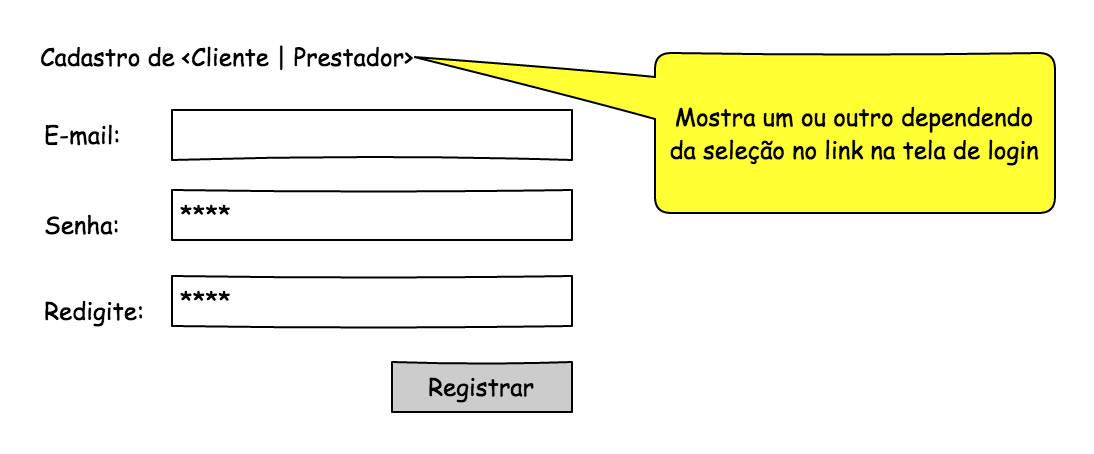 Cadastro de <Cliente | Prestador>
Mostra um ou outro dependendo
da seleção no link na tela de login
E-mail:
Senha:
****
Redigite:
****
Registrar